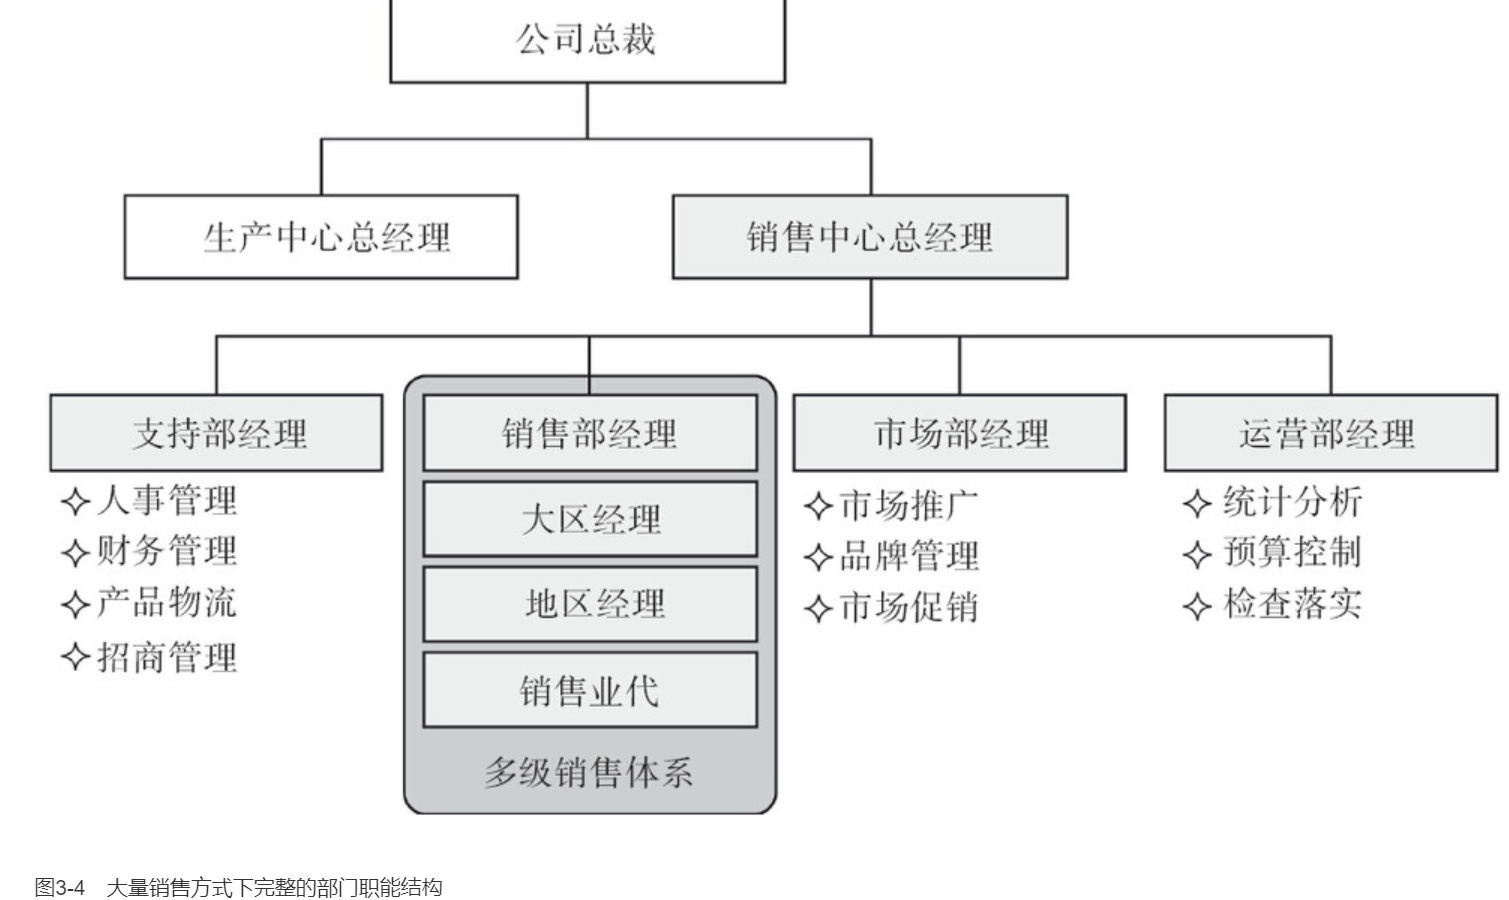 公司总裁
生产中心总经理
销售中心总经理
支持部经理
人事管理
财务管理
产品物流
招商管理
销售部经理
大区经理
地区经理
销售业代
多级销售体系
市场部经理
市场推广
品牌管理
市场促销
运营部经理
统计分析
预算控制
检查落实
图3-4 大量销售方式下完整的部门职能结构